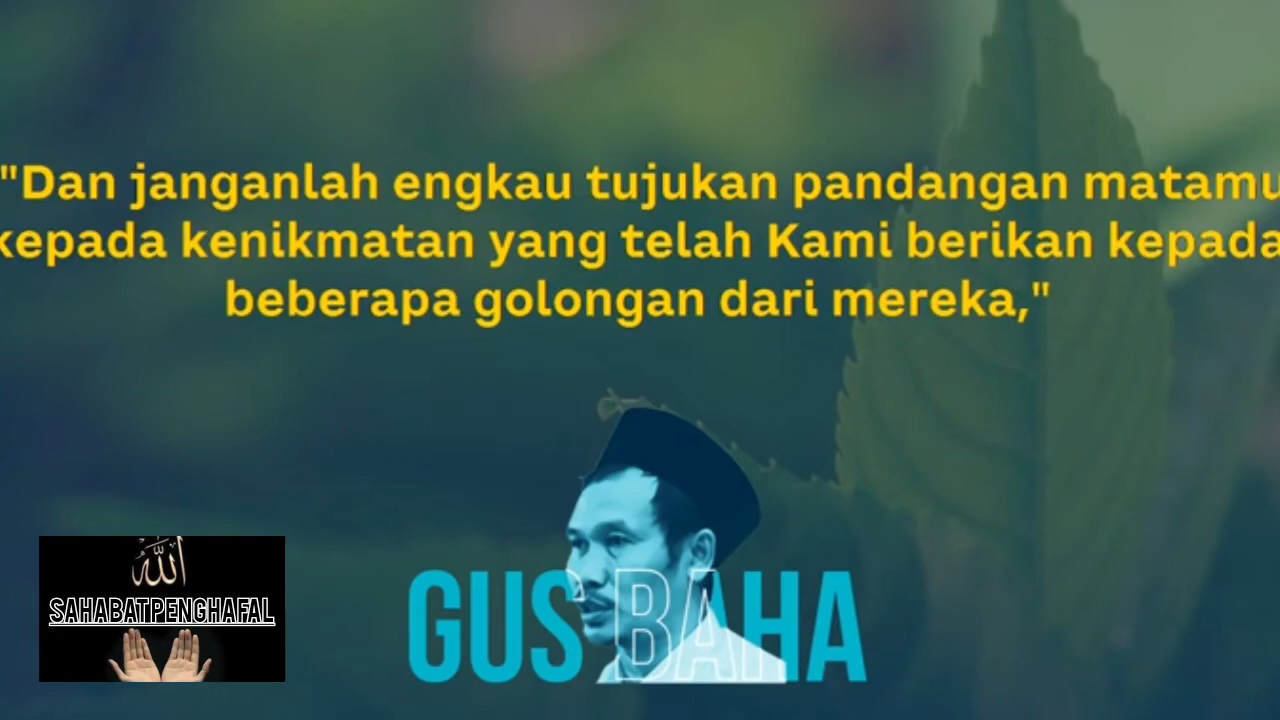 "Dan janganlah engkau tujukan pandangan matamu
kepada kenikmatan yang telah Kami berikan kepada
beberapa golongan dari mereka,"
الله
SAHABATPENGHAFAL
GUS BAHA